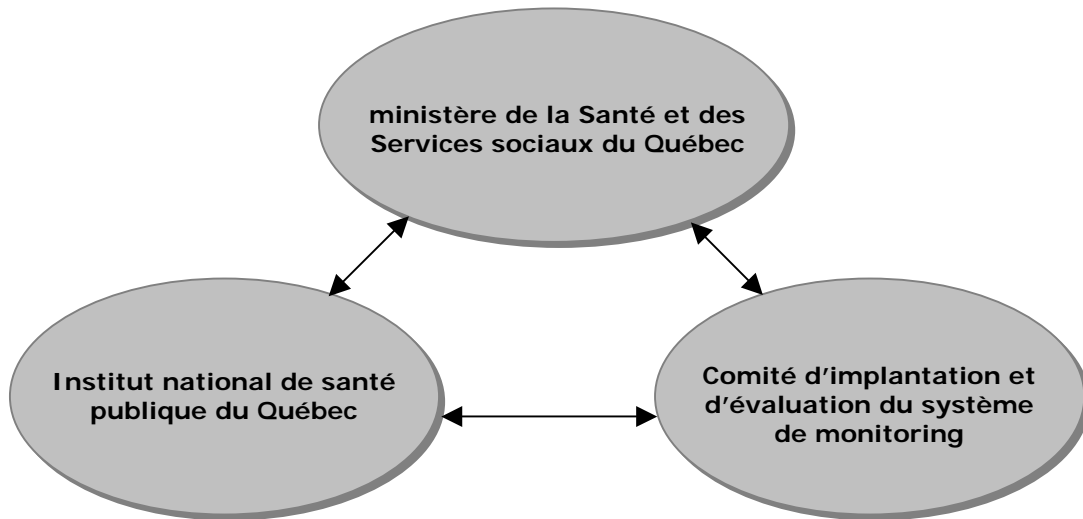 ministère de la Santé et des
Services sociaux du Québec
Institut national de santé
publique du Québec
Comité d’implantation et
d’évaluation du système
de monitoring